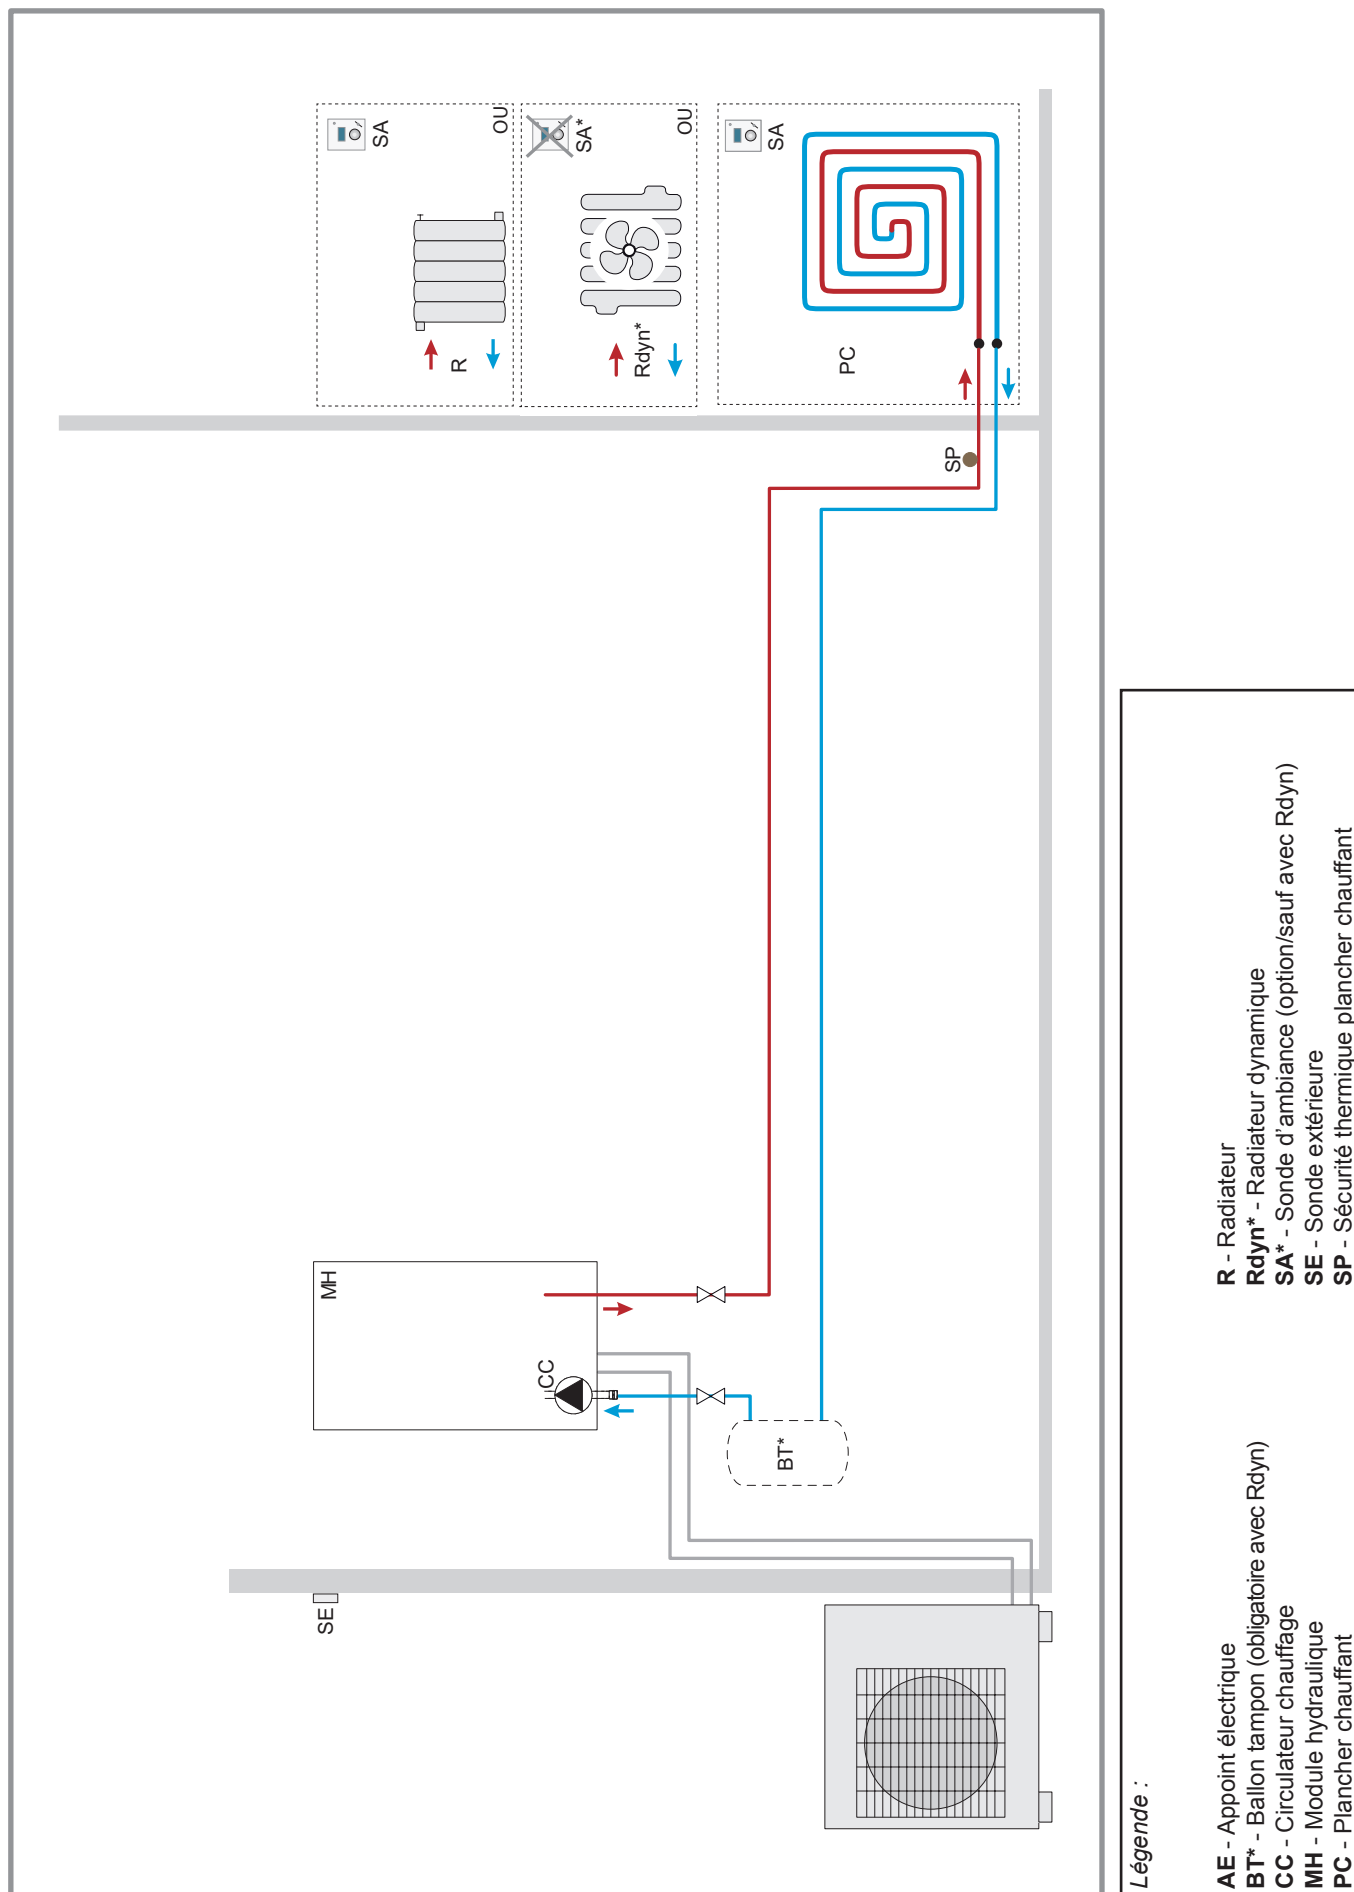 SE
MH
CC
BT*
SP
R
SA
OU
Rdyn*
SA*
OU
PC
SA
Légende :
AE - Appoint électrique
BT* - Ballon tampon (obligatoire avec Rdyn)
CC - Circulateur chauffage
MH - Module hydraulique
PC - Plancher chauffant
R - Radiateur
Rdyn* - Radiateur dynamique
SA* - Sonde d'ambiance (option/sauf avec Rdyn)
SE - Sonde extérieure
SP - Sécurité thermique plancher chauffant